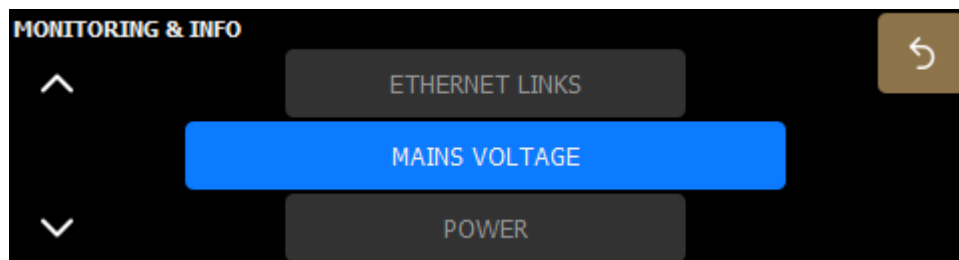 MONITORING & INFO
ETHERNET LINKS
MAINS VOLTAGE
POWER